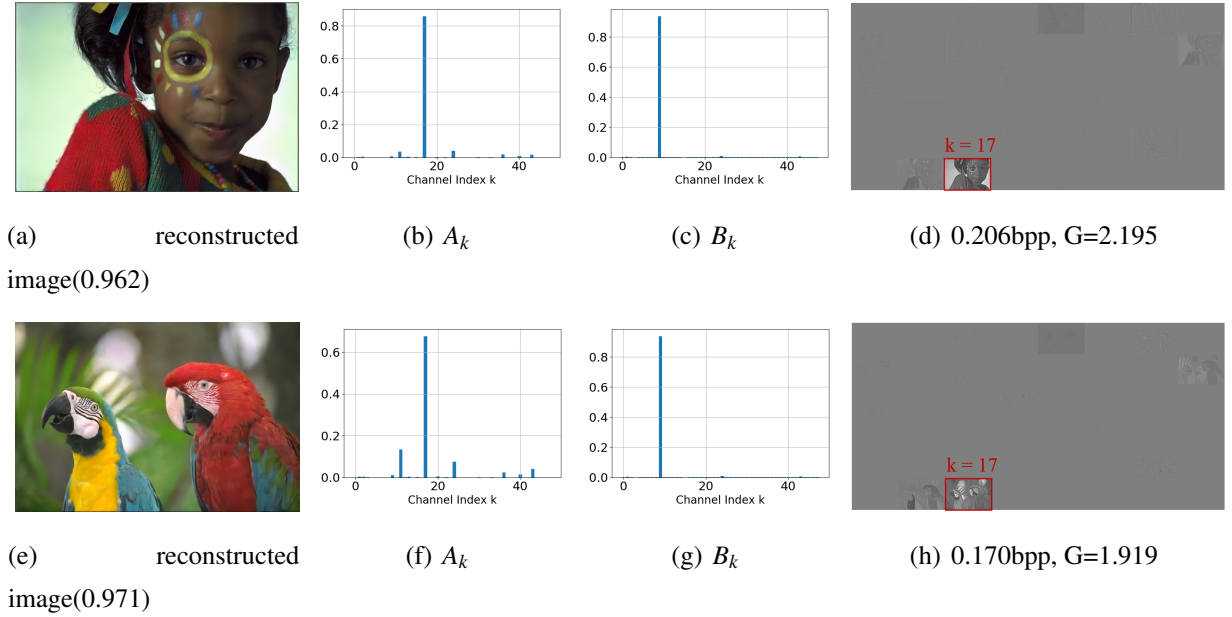 0.8
0.6
0.4
0.2
0.0
0 20 40
Channel Index k
0.8
0.6
0.4
0.2
0.0
0 20 40
Channel Index k
k = 17
(a) reconstructed
image(0.962)
(b) Aₖ
(c) Bₖ
(d) 0.206bpp, G=2.195
0.6
0.4
0.2
0.0
0 20 40
Channel Index k
0.8
0.6
0.4
0.2
0.0
0 20 40
Channel Index k
k = 17
(e) reconstructed
image(0.971)
(f) Aₖ
(g) Bₖ
(h) 0.170bpp, G=1.919